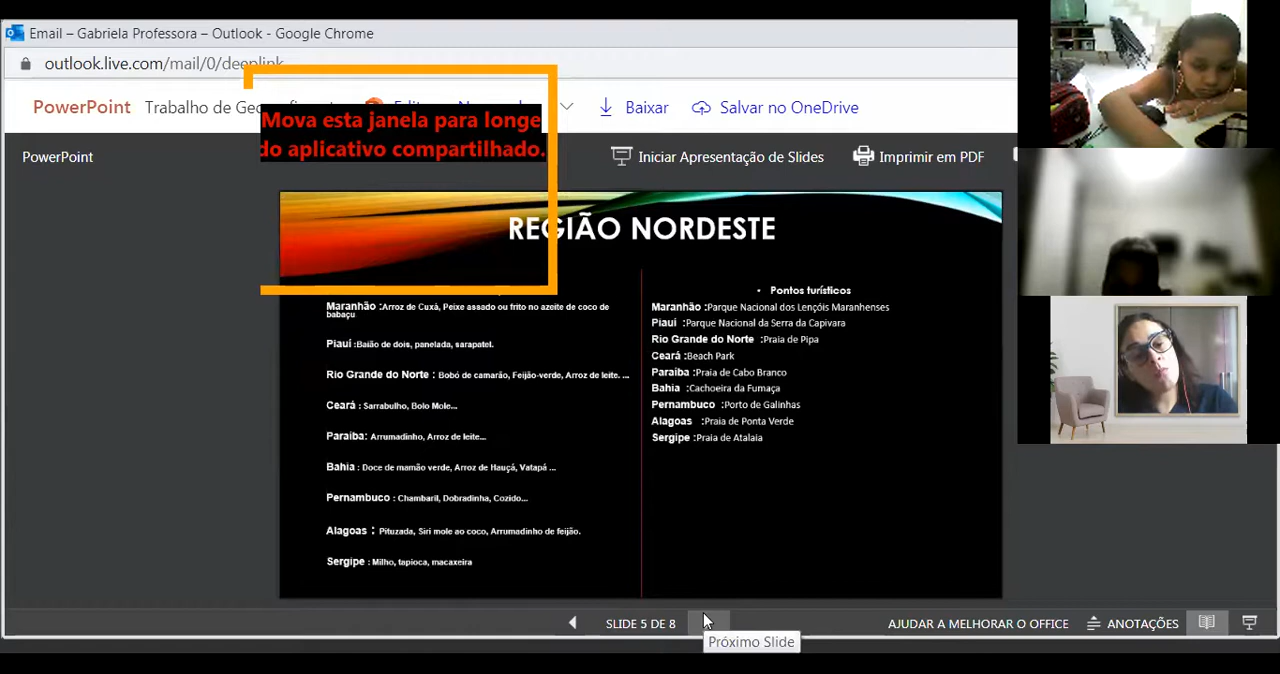 Email – Gabriela Professora – Outlook - Google Chrome
outlook.live.com/mail/0/deeplink
PowerPoint Trabalho de Geo
Baixar Salvar no OneDrive
Mova esta janela para longe
do aplicativo compartilhado.
PowerPoint Iniciar Apresentação de Slides Imprimir em PDF
REGIÃO NORDESTE
Maranhão :Arroz de Cuxá, Peixe assado ou frito no azeite de coco de
babaçu
Piauí :Baião de dois, panelada, sarapatel.
Rio Grande do Norte : Bobó de camarão, Feijão-verde, Arroz de leite. ...
Ceará : Sarrabulho, Bolo Mole...
Paraíba: Arrumadinho, Arroz de leite...
Bahia : Doce de mamão verde, Arroz de Hauçá, Vatapá ...
Pernambuco : Chambaril, Dobradinha, Cozido...
Alagoas : Pituzada, Siri mole ao coco, Arrumadinho de feijão.
Sergipe : Milho, tapioca, macaxeira
• Pontos turísticos
Maranhão :Parque Nacional dos Lençóis Maranhenses
Piauí :Parque Nacional da Serra da Capivara
Rio Grande do Norte :Praia de Pipa
Ceará :Beach Park
Paraíba :Praia de Cabo Branco
Bahia :Cachoeira da Fumaça
Pernambuco :Porto de Galinhas
Alagoas :Praia de Ponta Verde
Sergipe :Praia de Atalaia
SLIDE 5 DE 8 AJUDAR A MELHORAR O OFFICE ANOTAÇÕES
Próximo Slide